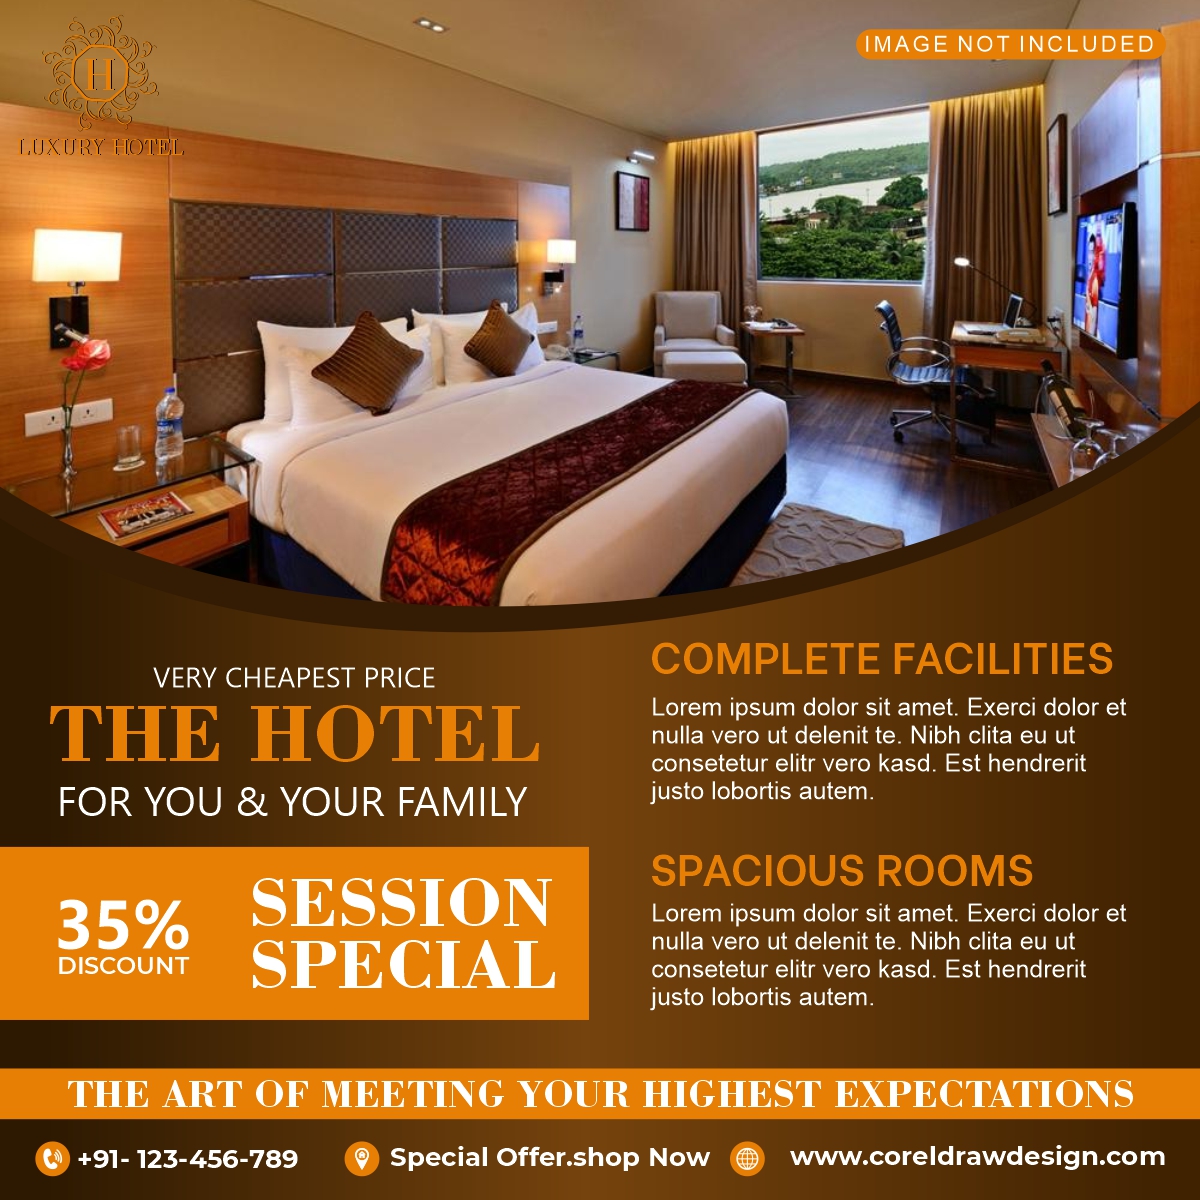 H
LUXURY HOTEL
IMAGE NOT INCLUDED
VERY CHEAPEST PRICE
THE HOTEL
FOR YOU & YOUR FAMILY
35%
DISCOUNT
SESSION
SPECIAL
COMPLETE FACILITIES
Lorem ipsum dolor sit amet. Exerci dolor et
nulla vero ut delenit te. Nibh clita eu ut
consetetur elitr vero kasd. Est hendrerit
justo lobortis autem.
SPACIOUS ROOMS
Lorem ipsum dolor sit amet. Exerci dolor et
nulla vero ut delenit te. Nibh clita eu ut
consetetur elitr vero kasd. Est hendrerit
justo lobortis autem.
THE ART OF MEETING YOUR HIGHEST EXPECTATIONS
+91- 123-456-789
Special Offer.shop Now
www.coreldrawdesign.com